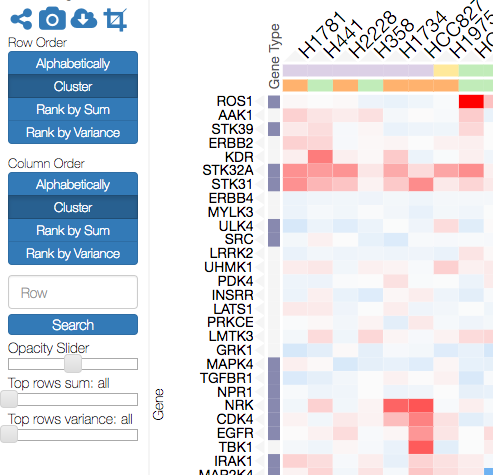 Row Order
Alphabetically
Cluster
Rank by Sum
Rank by Variance
Column Order
Alphabetically
Cluster
Rank by Sum
Rank by Variance
Row
Search
Opacity Slider
Top rows sum: all
Top rows variance: all
Gene
Gene Type
H1781
H441
H2228
H358
H1734
HCC827
H1975
ROS1
AAK1
STK39
ERBB2
KDR
STK32A
STK31
ERBB4
MYLK3
ULK4
SRC
LRRK2
UHMK1
PDK4
INSRR
LATS1
PRKCE
LMTK3
GRK1
MAPK4
TGFBR1
NPR1
NRK
CDK4
EGFR
TBK1
IRAK1
MAP2K4